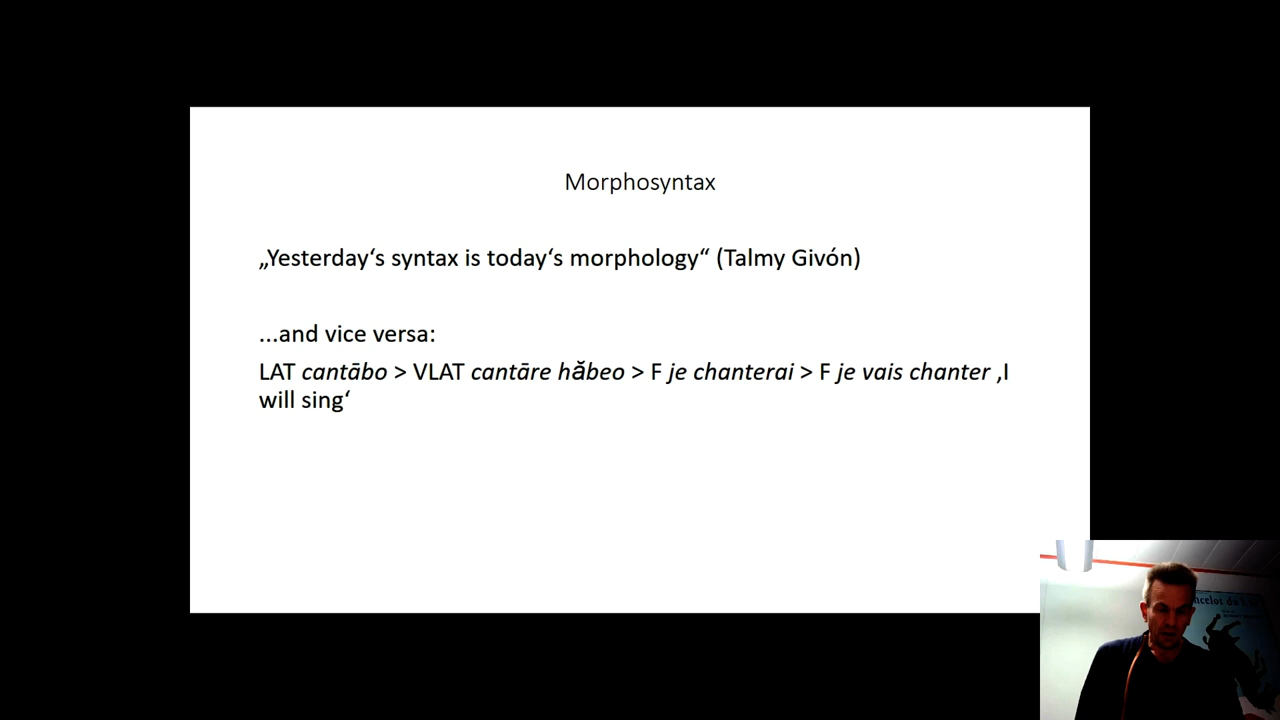 Morphosyntax
„Yesterday‘s syntax is today‘s morphology“ (Talmy Givón)
...and vice versa:
LAT cantābo > VLAT cantāre hăbeo > F je chanterai > F je vais chanter ‚I
will sing‘